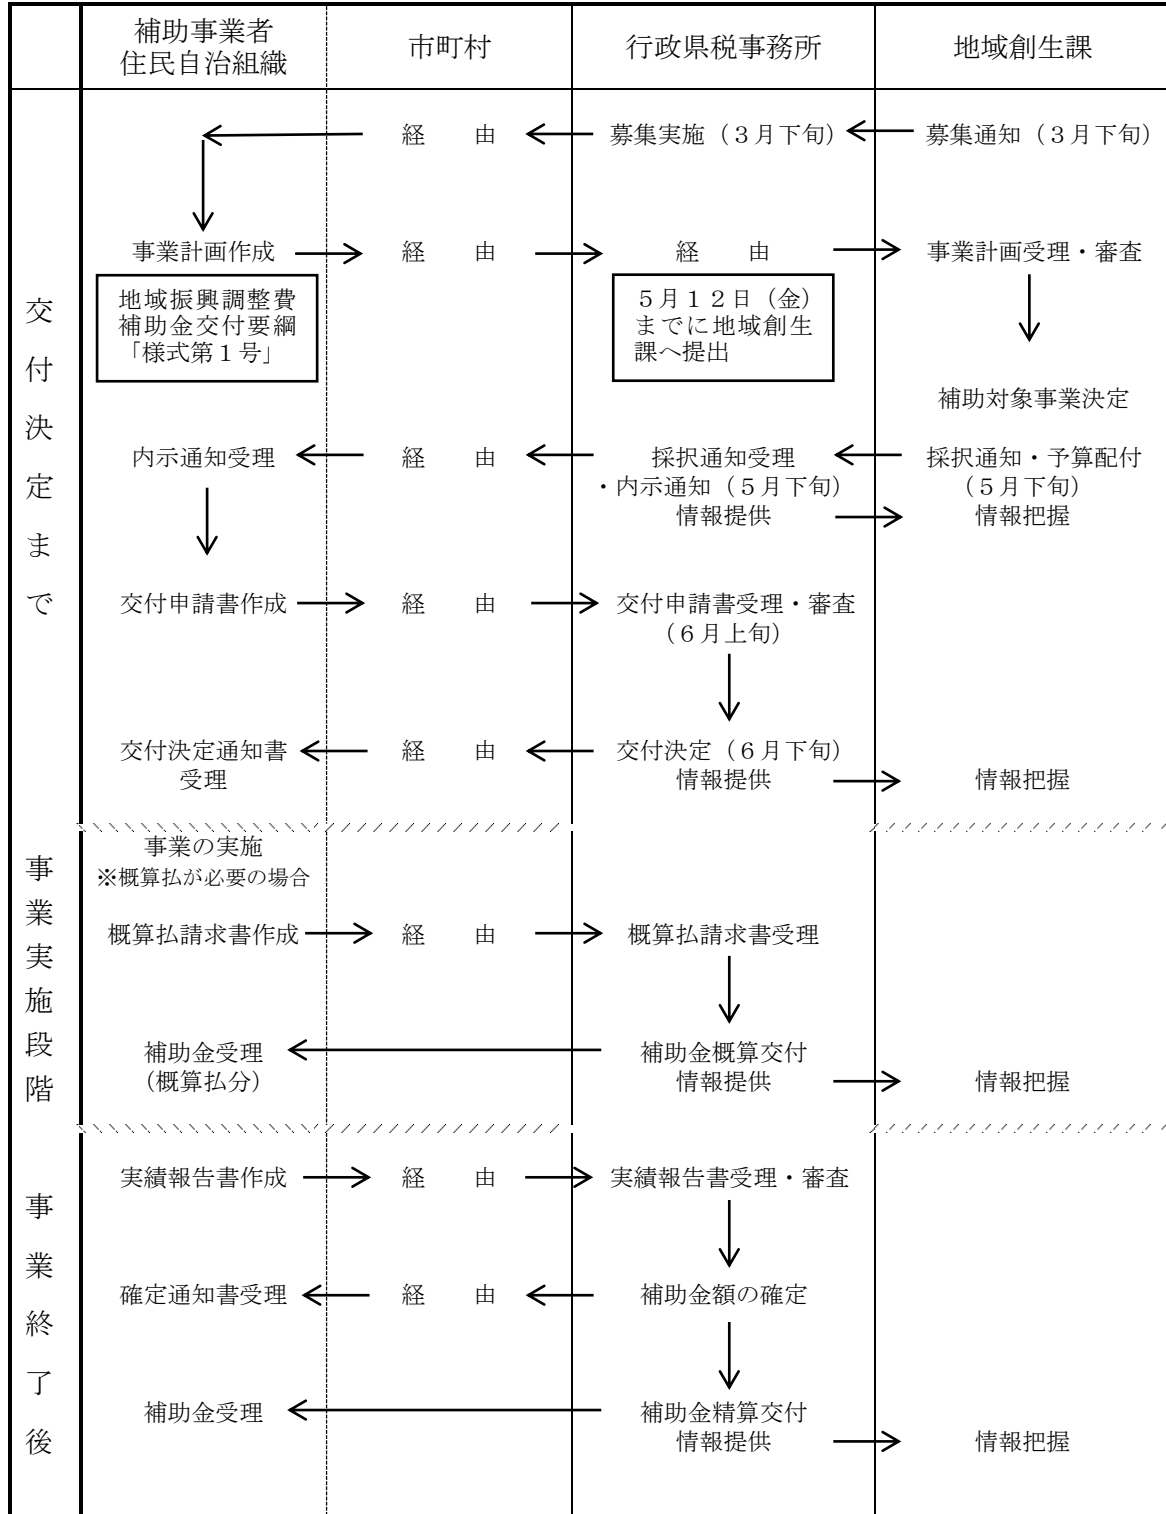 補助事業者
住民自治組織
市町村
行政県税事務所
地域創生課
交付決定まで
経　　由
募集実施（３月下旬）
募集通知（３月下旬）
事業計画作成
経　　由
経　　由
事業計画受理・審査
地域振興調整費
補助金交付要綱
「様式第１号」
５月１２日（金）
までに地域創生
課へ提出
補助対象事業決定
内示通知受理
経　　由
採択通知受理
・内示通知（５月下旬）
情報提供
採択通知・予算配付
（５月下旬）
情報把握
交付申請書作成
経　　由
交付申請書受理・審査
（６月上旬）
交付決定通知書
受理
経　　由
交付決定（６月下旬）
情報提供
情報把握
事業実施段階
事業の実施
※概算払が必要の場合
概算払請求書作成
経　　由
概算払請求書受理
補助金受理
（概算払分）
補助金概算交付
情報提供
情報把握
事業終了後
実績報告書作成
経　　由
実績報告書受理・審査
確定通知書受理
経　　由
補助金額の確定
補助金受理
補助金精算交付
情報提供
情報把握